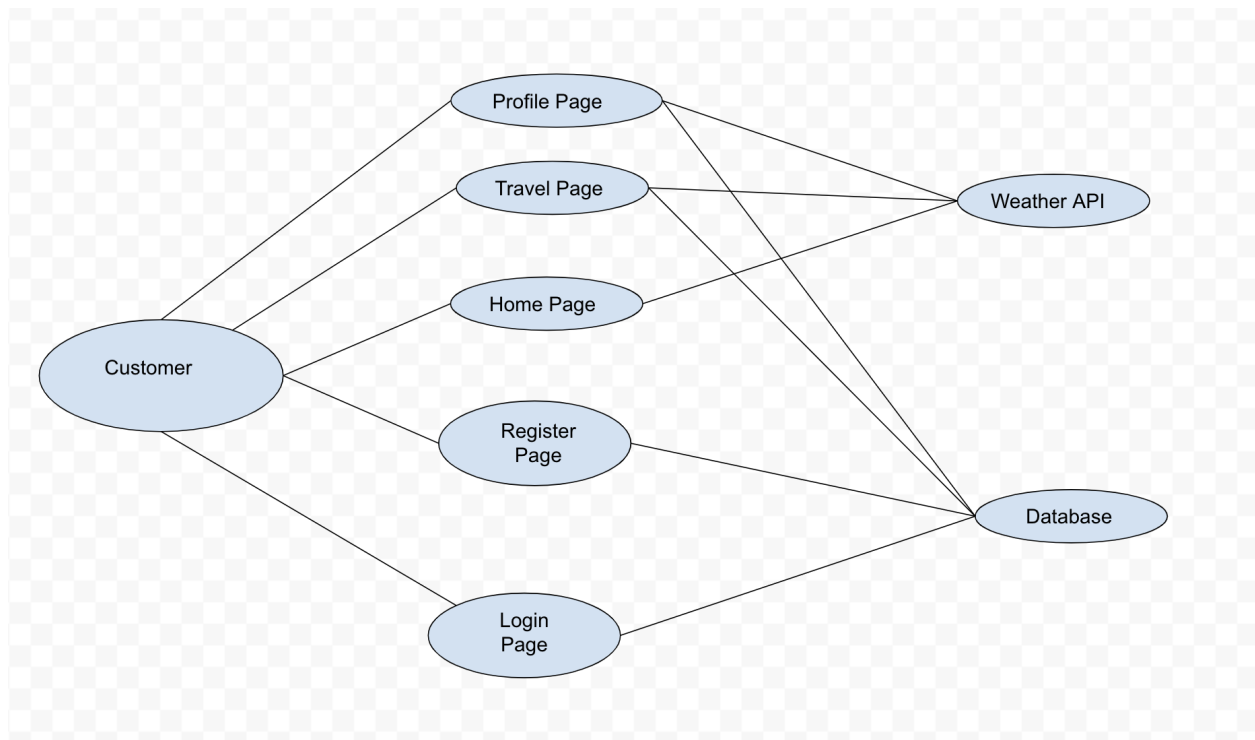 Profile Page
Travel Page
Weather API
Home Page
Customer
Register
Page
Database
Login
Page